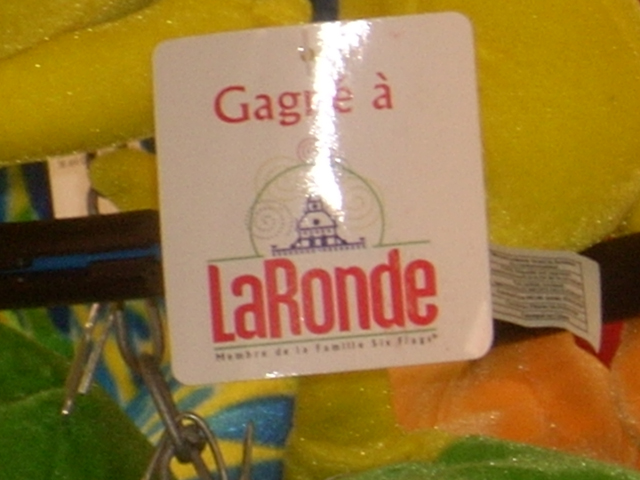 Gagné à
LaRonde
Membre de la Famille Six Flags